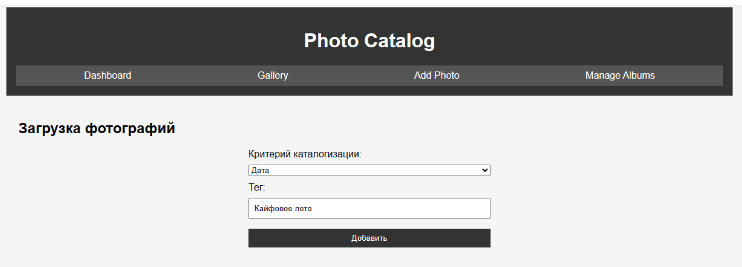 Photo Catalog
Dashboard Gallery Add Photo Manage Albums
Загрузка фотографий
Критерий каталогизации:
Дата
Тег:
Кайфовое лето
Добавить